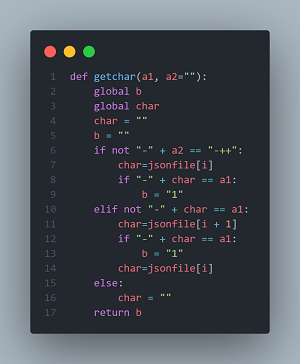 1 def getchar(a1, a2=""):
2 global b
3 global char
4 char = ""
5 b = ""
6 if not "-" + a2 == "-++":
7 char=jsonfile[i]
8 if "-" + char == a1:
9 b = "1"
10 elif not "-" + char == a1:
11 char=jsonfile[i + 1]
12 if "-" + char == a1:
13 b = "1"
14 char=jsonfile[i]
15 else:
16 char = ""
17 return b